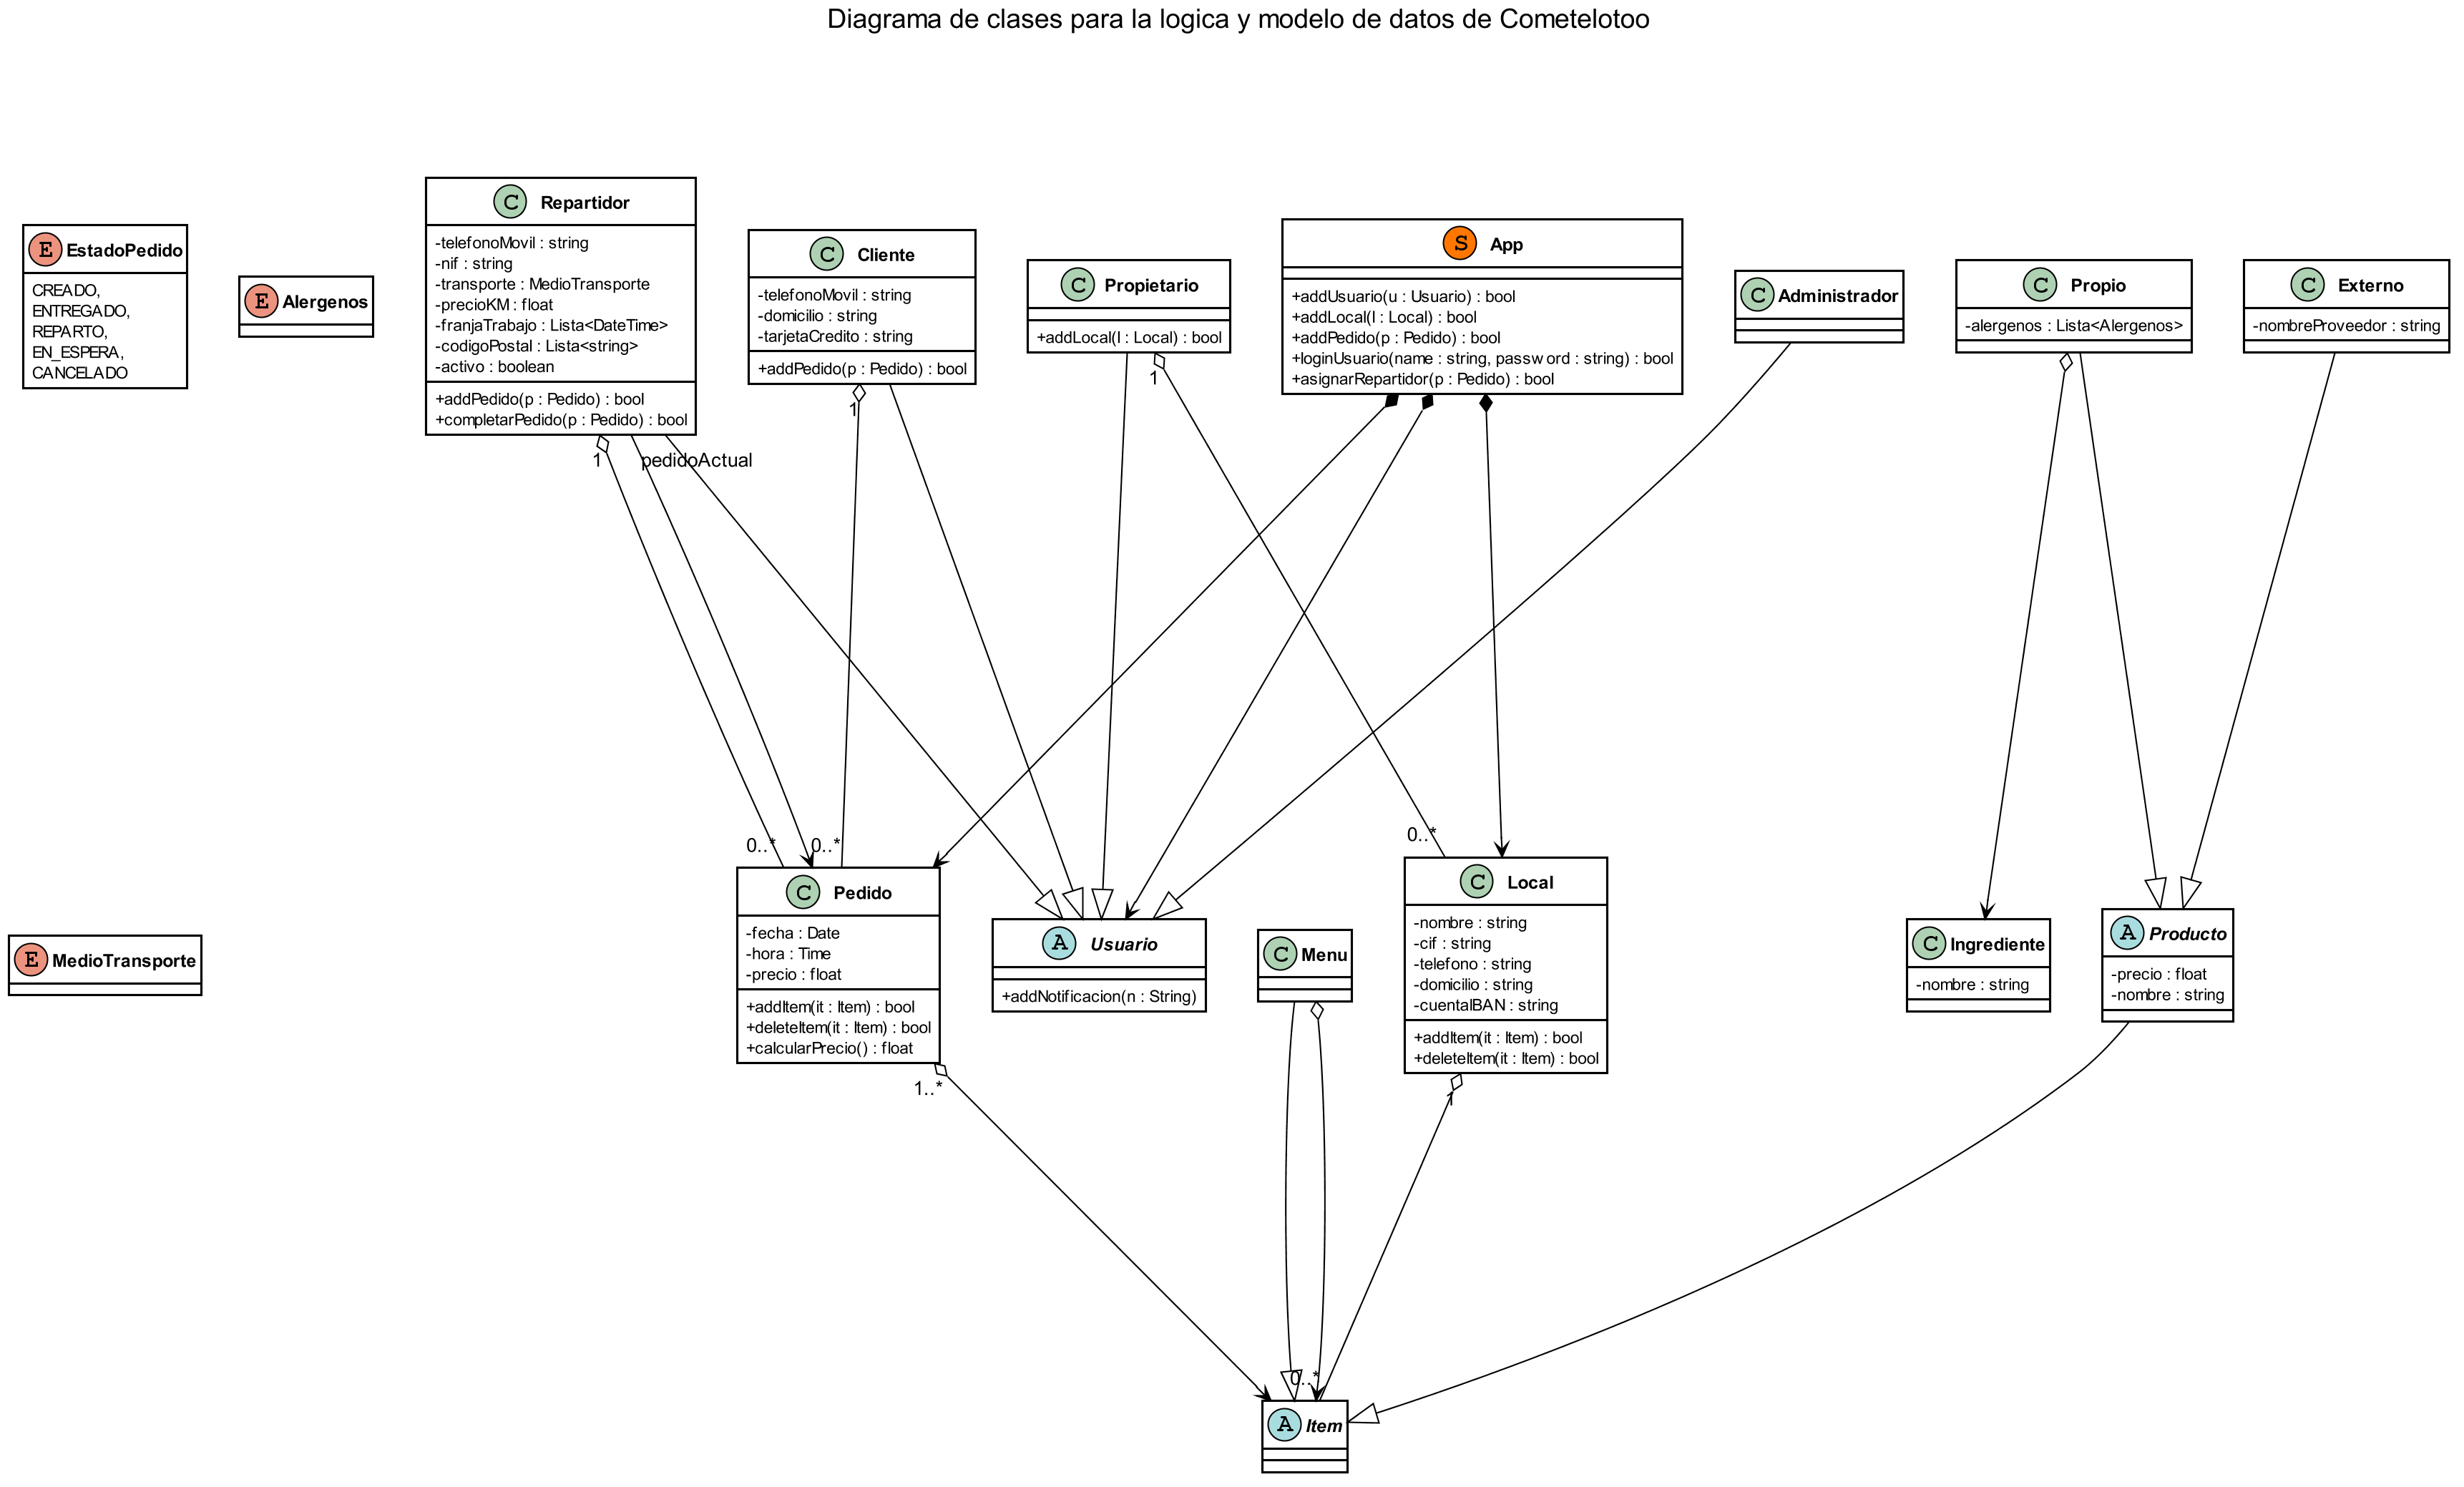 Diagrama de clases para la logica y modelo de datos de Cometelotoo
E EstadoPedido
CREADO,
ENTREGADO,
REPARTO,
EN_ESPERA,
CANCELADO
E Alergenos
C Repartidor
-telefonoMovil : string
-nif : string
-transporte : MedioTransporte
-precioKM : float
-franjaTrabajo : Lista<DateTime>
-codigoPostal : Lista<string>
-activo : boolean
+addPedido(p : Pedido) : bool
+completarPedido(p : Pedido) : bool
C Cliente
-telefonoMovil : string
-domicilio : string
-tarjetaCredito : string
+addPedido(p : Pedido) : bool
C Propietario
+addLocal(l : Local) : bool
S App
+addUsuario(u : Usuario) : bool
+addLocal(l : Local) : bool
+addPedido(p : Pedido) : bool
+loginUsuario(name : string, password : string) : bool
+asignarRepartidor(p : Pedido) : bool
C Administrador
C Propio
-alergenos : Lista<Alergenos>
C Externo
-nombreProveedor : string
1
pedidoActual
1
1
0..*
0..*
0..*
E MedioTransporte
C Pedido
-fecha : Date
-hora : Time
-precio : float
+addItem(it : Item) : bool
+deleteItem(it : Item) : bool
+calcularPrecio() : float
A Usuario
+addNotificacion(n : String)
C Menu
C Local
-nombre : string
-cif : string
-telefono : string
-domicilio : string
-cuentaIBAN : string
+addItem(it : Item) : bool
+deleteItem(it : Item) : bool
C Ingrediente
-nombre : string
A Producto
-precio : float
-nombre : string
1..*
1
0..*
A Item